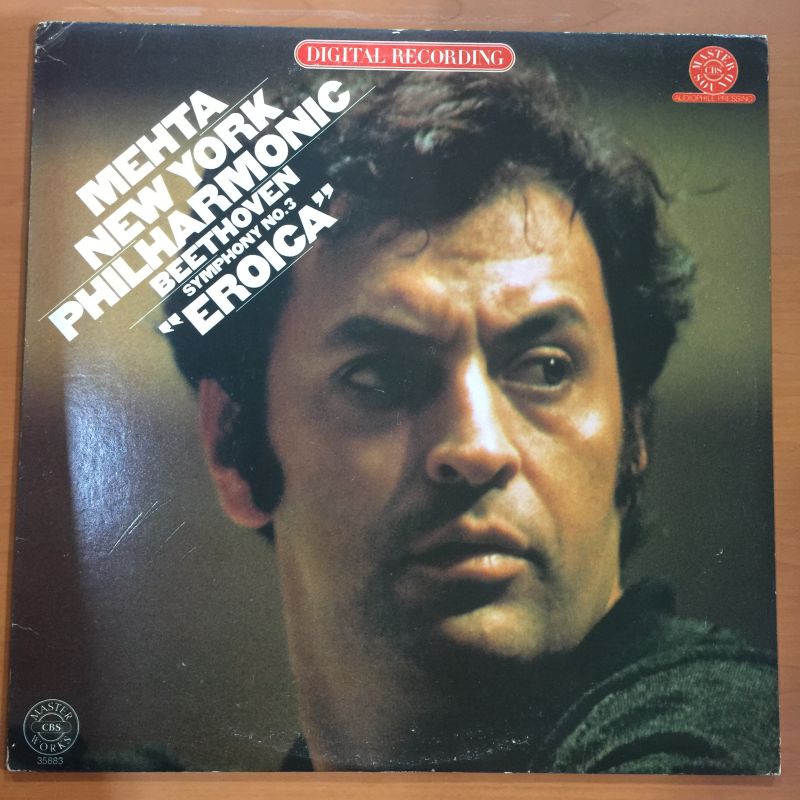 DIGITAL RECORDING
MASTER
CBS
SOUND
AUDIOPHILE PRESSING
MEHTA
NEW YORK
PHILHARMONIC
BEETHOVEN
SYMPHONY NO.3
“EROICA”
MASTER
CBS
WORKS
35883